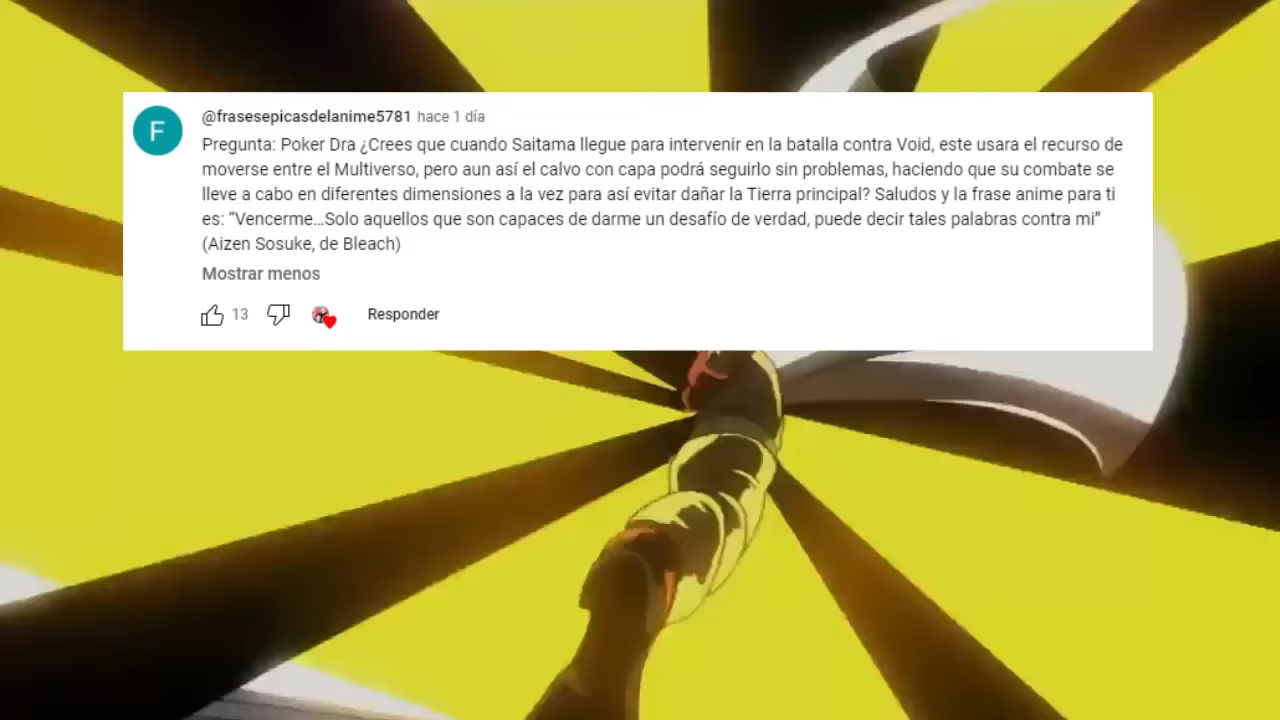 F
@frasesepicasdelanime5781 hace 1 día
Pregunta: Poker Dra ¿Crees que cuando Saitama llegue para intervenir en la batalla contra Void, este usara el recurso de
moverse entre el Multiverso, pero aun así el calvo con capa podrá seguirlo sin problemas, haciendo que su combate se
lleve a cabo en diferentes dimensiones a la vez para así evitar dañar la Tierra principal? Saludos y la frase anime para ti
es: “Vencerme…Solo aquellos que son capaces de darme un desafío de verdad, puede decir tales palabras contra mi”
(Aizen Sosuke, de Bleach)
Mostrar menos
13 Responder